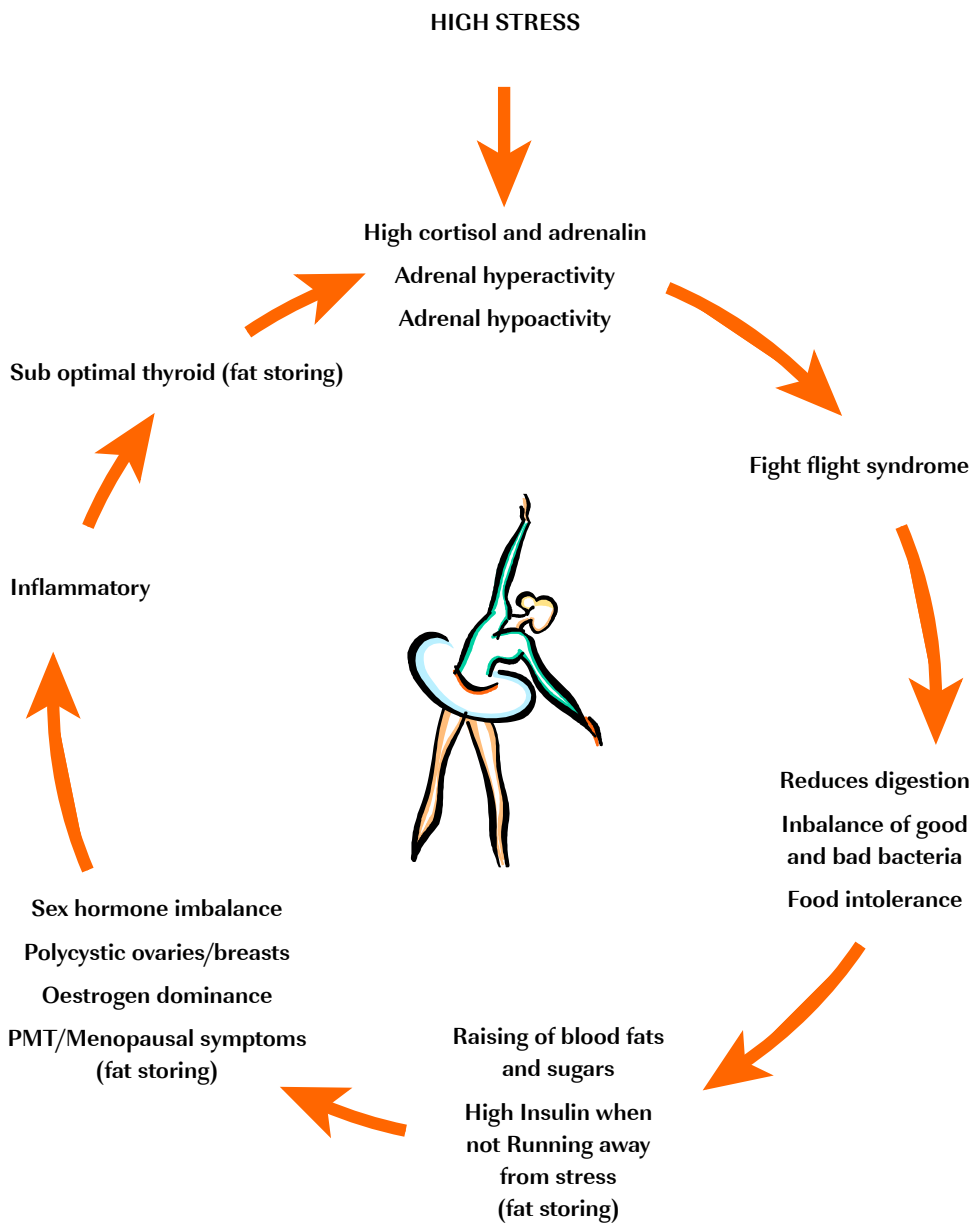 HIGH STRESS
High cortisol and adrenalin
Adrenal hyperactivity
Adrenal hypoactivity
Fight flight syndrome
Reduces digestion
Inbalance of good
and bad bacteria
Food intolerance
Raising of blood fats
and sugars
High Insulin when
not Running away
from stress
(fat storing)
Sex hormone imbalance
Polycystic ovaries/breasts
Oestrogen dominance
PMT/Menopausal symptoms
(fat storing)
Inflammatory
Sub optimal thyroid (fat storing)